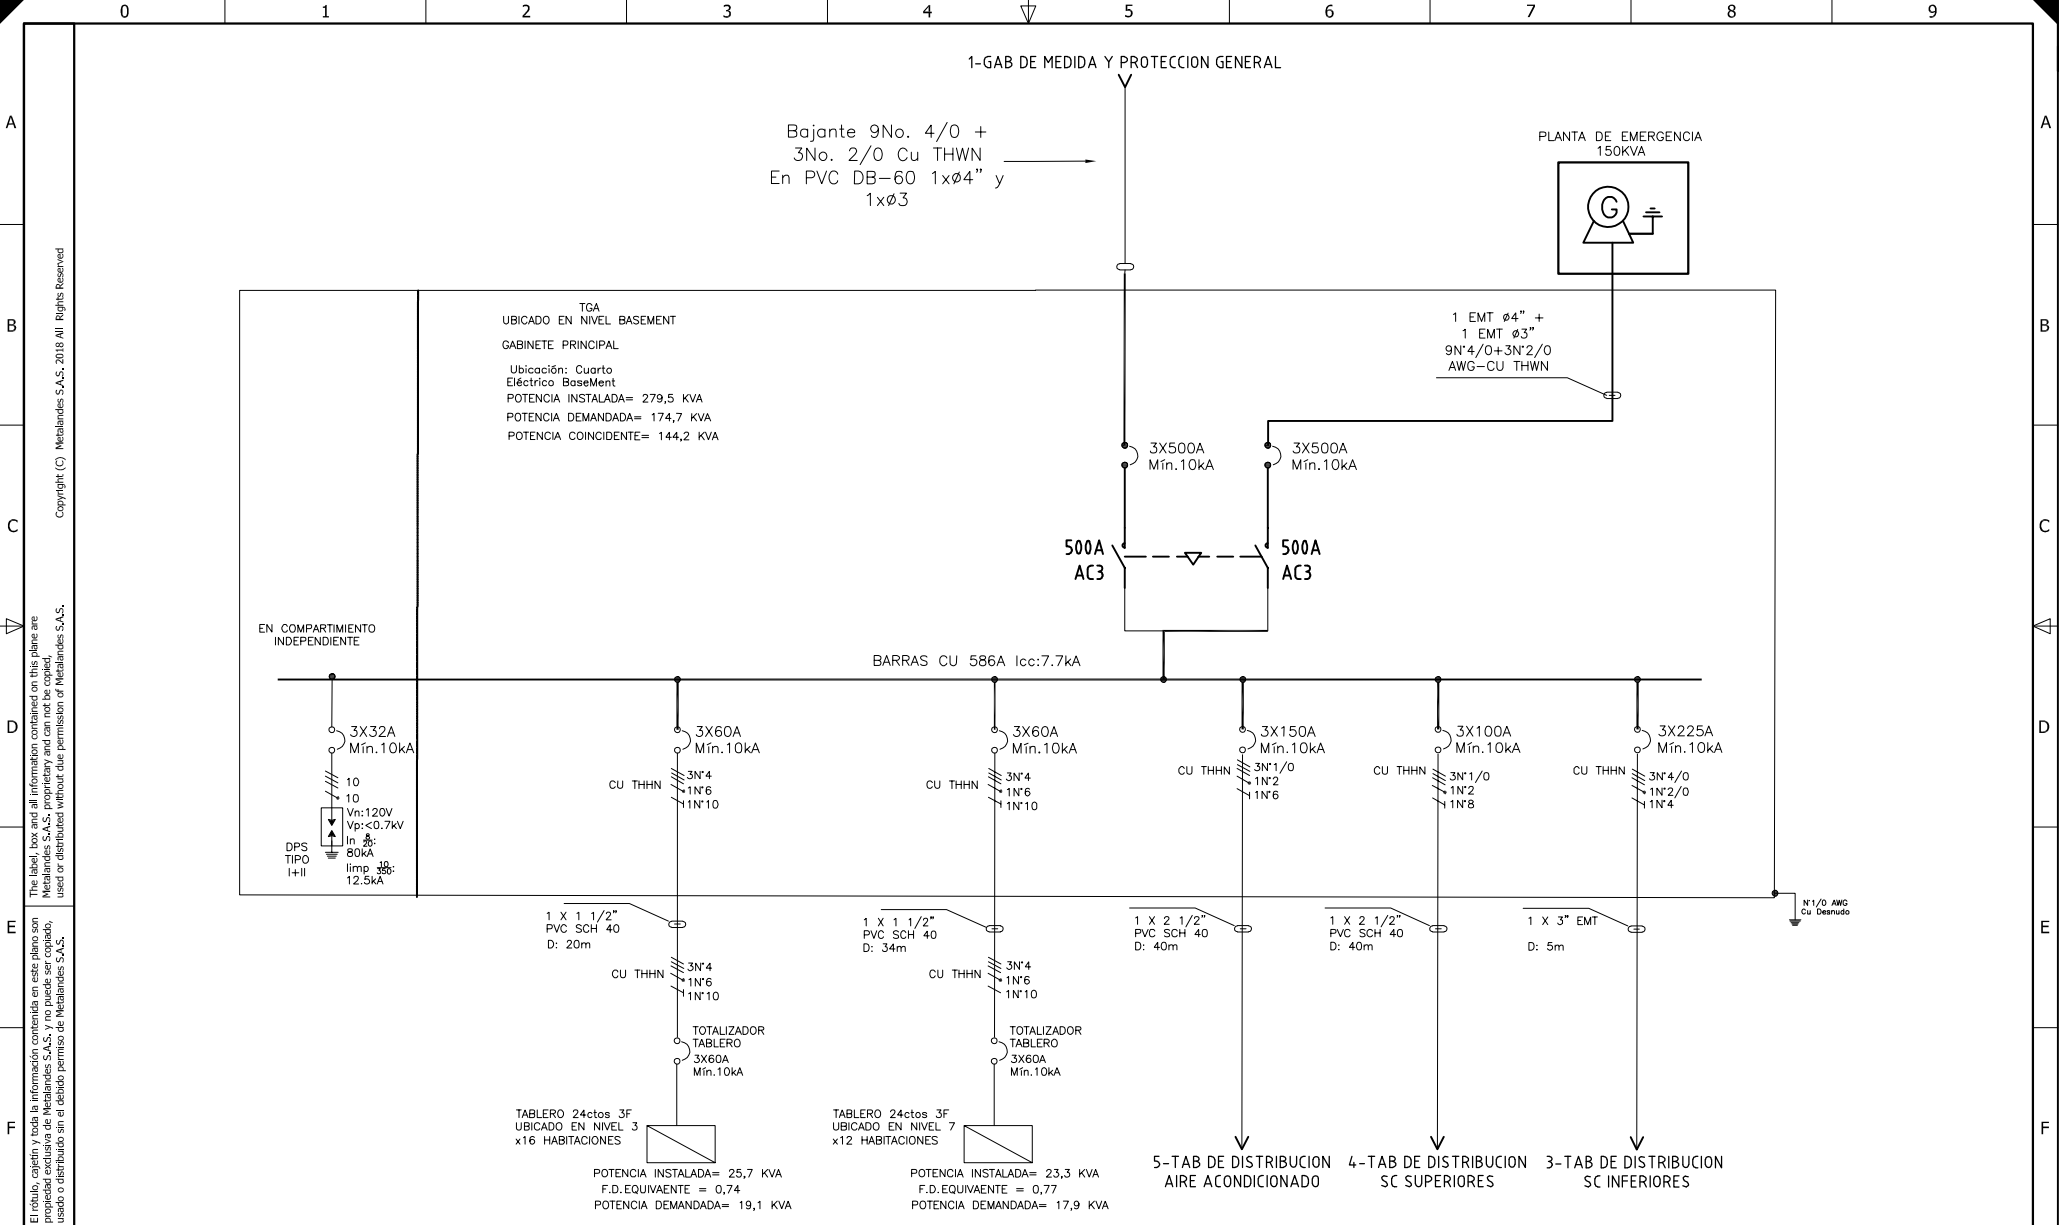 0 1 2 3 4 5 6 7 8 9
A
B
C
D
E
F
A
B
C
D
E
F
Copyright (C) Metalandes S.A.S. 2018 All Rights Reserved
The label, box and all information contained on this plane are
Metalandes S.A.S. proprietary and can not be copied,
used or distributed without due permission of Metalandes S.A.S.
El rótulo, cajetín y toda la información contenida en este plano son
propiedad exclusiva de Metalandes S.A.S. y no puede ser copiado,
usado o distribuido sin el debido permiso de Metalandes S.A.S.
1-GAB DE MEDIDA Y PROTECCION GENERAL
Bajante 9No. 4/0 +
3No. 2/0 Cu THWN
En PVC DB-60 1xø4" y
1xø3
PLANTA DE EMERGENCIA
150KVA
G
TGA
UBICADO EN NIVEL BASEMENT
GABINETE PRINCIPAL
Ubicación: Cuarto
Eléctrico BaseMent
POTENCIA INSTALADA= 279,5 KVA
POTENCIA DEMANDADA= 174,7 KVA
POTENCIA COINCIDENTE= 144,2 KVA
1 EMT ø4" +
1 EMT ø3"
9N°4/0+3N°2/0
AWG-CU THWN
3X500A
Mín.10kA
3X500A
Mín.10kA
500A
AC3
500A
AC3
EN COMPARTIMIENTO
INDEPENDIENTE
BARRAS CU 586A Icc:7.7kA
3X32A
Mín.10kA
10
10
Vn:120V
Vp:<0.7kV
In 8/20:
80kA
Iimp 10/350:
12.5kA
DPS
TIPO
I+II
3X60A
Mín.10kA
CU THHN
3N°4
1N°6
1N°10
3X60A
Mín.10kA
CU THHN
3N°4
1N°6
1N°10
3X150A
Mín.10kA
CU THHN
3N°1/0
1N°2
1N°6
3X100A
Mín.10kA
CU THHN
3N°1/0
1N°2
1N°8
3X225A
Mín.10kA
CU THHN
3N°4/0
1N°2/0
1N°4
N°1/0 AWG
Cu Desnudo
1 X 1 1/2"
PVC SCH 40
D: 20m
1 X 1 1/2"
PVC SCH 40
D: 34m
1 X 2 1/2"
PVC SCH 40
D: 40m
1 X 2 1/2"
PVC SCH 40
D: 40m
1 X 3" EMT
D: 5m
CU THHN
3N°4
1N°6
1N°10
CU THHN
3N°4
1N°6
1N°10
TOTALIZADOR
TABLERO
3X60A
Mín.10kA
TOTALIZADOR
TABLERO
3X60A
Mín.10kA
TABLERO 24ctos 3F
UBICADO EN NIVEL 3
x16 HABITACIONES
TABLERO 24ctos 3F
UBICADO EN NIVEL 7
x12 HABITACIONES
POTENCIA INSTALADA= 25,7 KVA
F.D.EQUIVAENTE = 0,74
POTENCIA DEMANDADA= 19,1 KVA
POTENCIA INSTALADA= 23,3 KVA
F.D.EQUIVAENTE = 0,77
POTENCIA DEMANDADA= 17,9 KVA
5-TAB DE DISTRIBUCION
AIRE ACONDICIONADO
4-TAB DE DISTRIBUCION
SC SUPERIORES
3-TAB DE DISTRIBUCION
SC INFERIORES